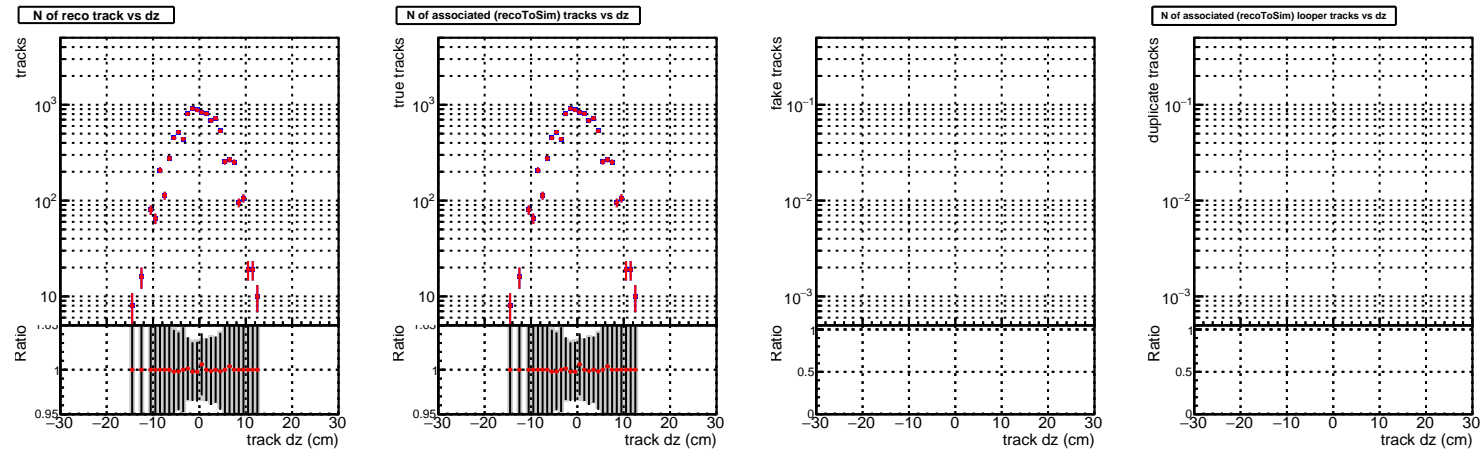 N of reco track vs dz
tracks
10³
10²
10
Ratio
1.05
1
0.95
−30 −20 −10 0 10 20 30
track dz (cm)
N of associated (recoToSim) tracks vs dz
true tracks
10³
10²
10
Ratio
1.05
1
0.95
−30 −20 −10 0 10 20 30
track dz (cm)
fake tracks
10⁻¹
10⁻²
10⁻³
Ratio
1
0.5
0
−30 −20 −10 0 10 20 30
track dz (cm)
N of associated (recoToSim) looper tracks vs dz
duplicate tracks
10⁻¹
10⁻²
10⁻³
Ratio
1
0.5
0
−30 −20 −10 0 10 20 30
track dz (cm)